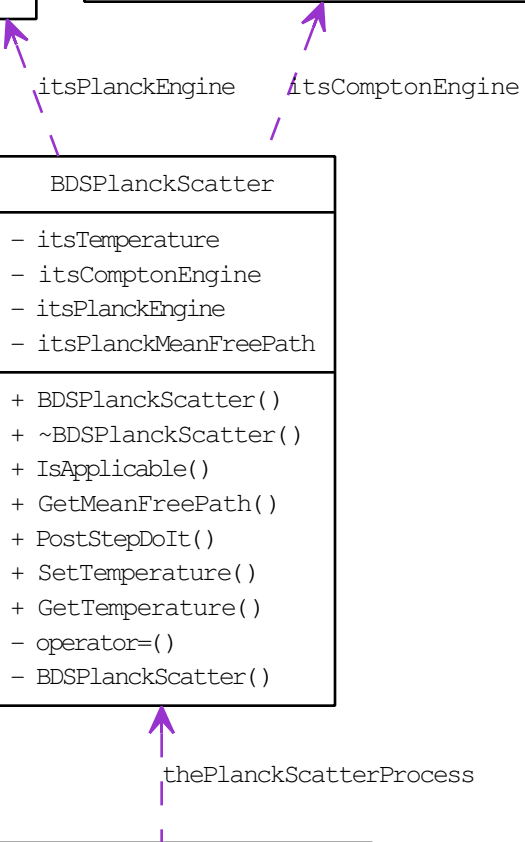 itsPlanckEngine
itsComptonEngine
BDSPlanckScatter
- itsTemperature
- itsComptonEngine
- itsPlanckEngine
- itsPlanckMeanFreePath
+ BDSPlanckScatter()
+ ~BDSPlanckScatter()
+ IsApplicable()
+ GetMeanFreePath()
+ PostStepDoIt()
+ SetTemperature()
+ GetTemperature()
- operator=()
- BDSPlanckScatter()
thePlanckScatterProcess